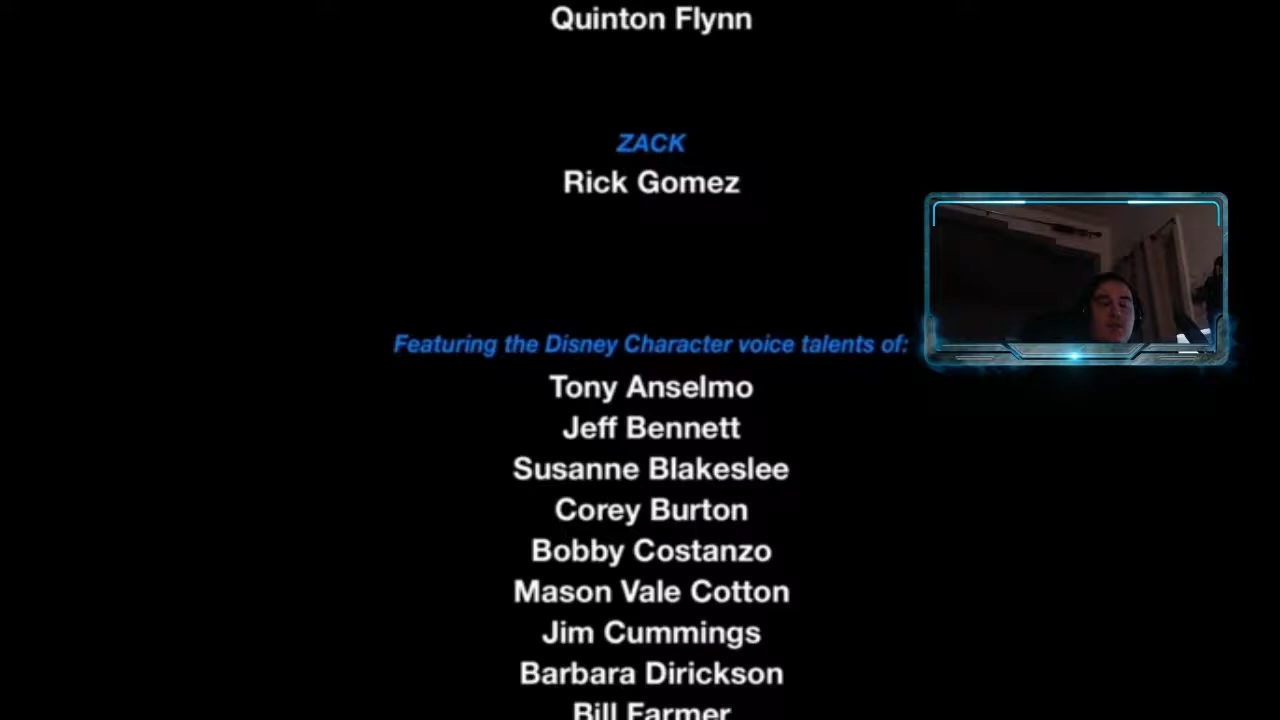 Quinton Flynn
ZACK
Rick Gomez
Featuring the Disney Character voice talents of:
Tony Anselmo
Jeff Bennett
Susanne Blakeslee
Corey Burton
Bobby Costanzo
Mason Vale Cotton
Jim Cummings
Barbara Dirickson
Bill Farmer